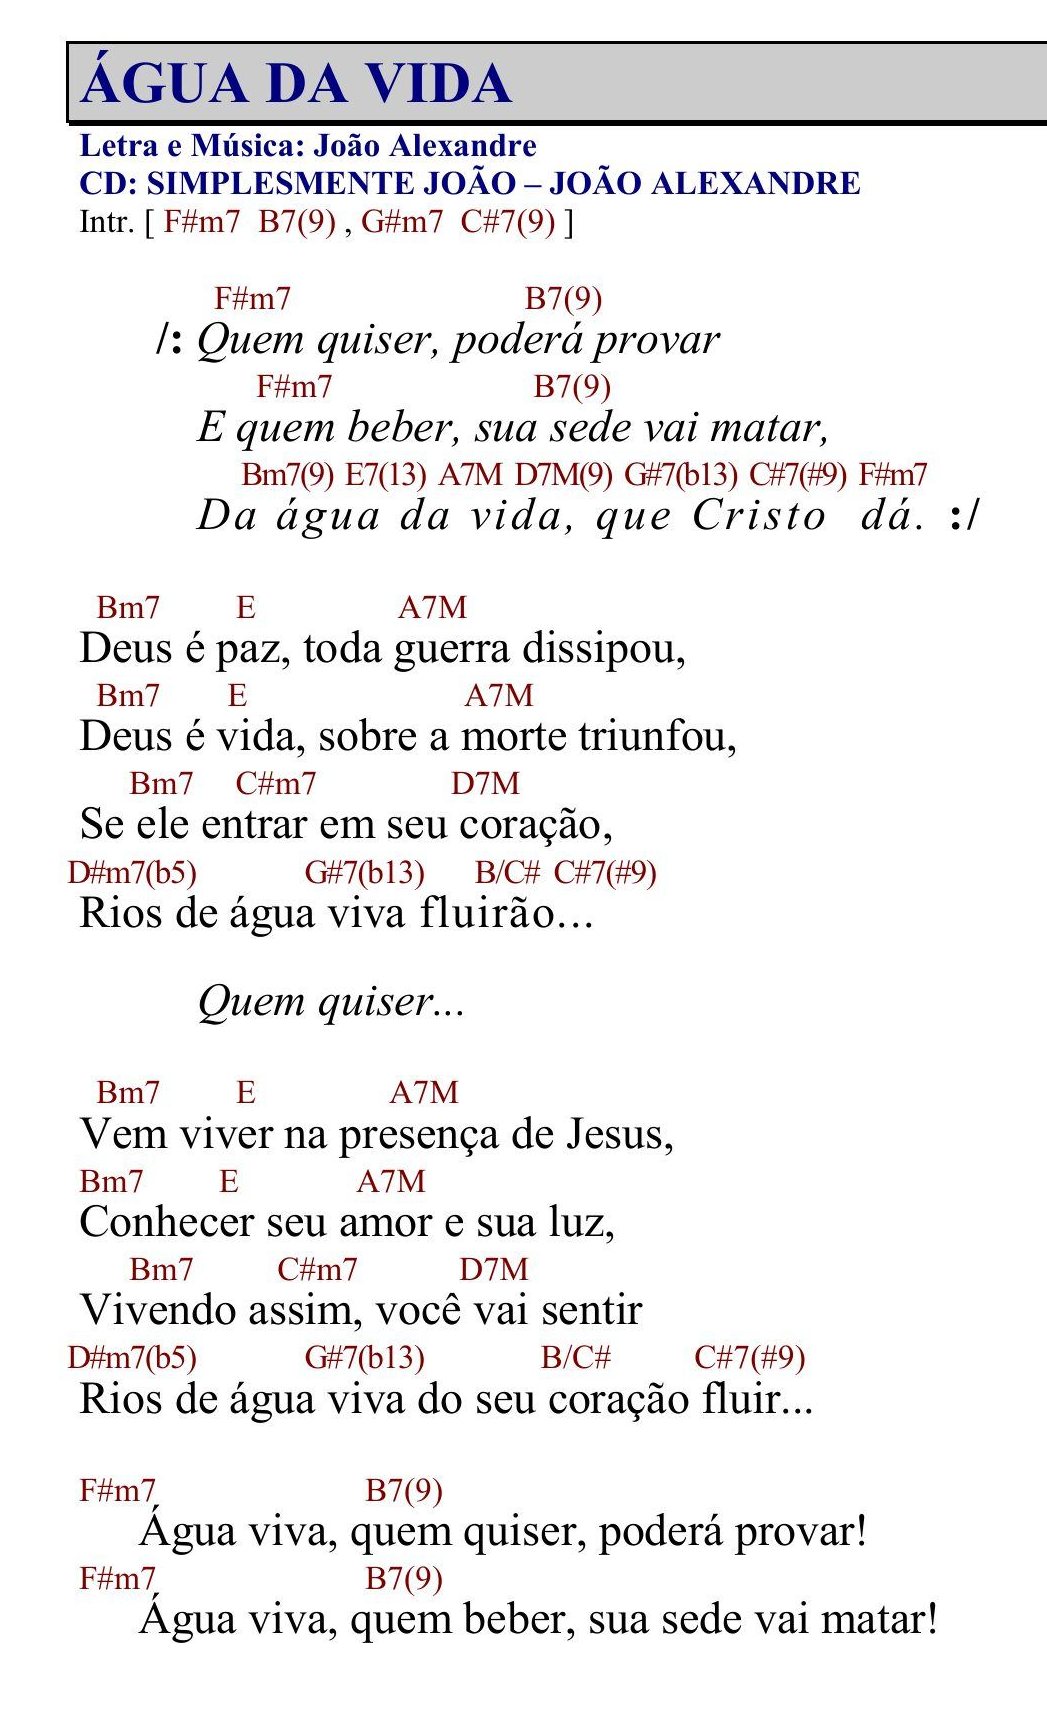 ÁGUA DA VIDA
Letra e Música: João Alexandre
CD: SIMPLESMENTE JOÃO – JOÃO ALEXANDRE
Intr. [ F#m7 B7(9) , G#m7 C#7(9) ]
F#m7 B7(9)
/: Quem quiser, poderá provar
F#m7 B7(9)
E quem beber, sua sede vai matar,
Bm7(9) E7(13) A7M D7M(9) G#7(b13) C#7(#9) F#m7
Da água da vida, que Cristo dá. :/
Bm7 E A7M
Deus é paz, toda guerra dissipou,
Bm7 E A7M
Deus é vida, sobre a morte triunfou,
Bm7 C#m7 D7M
Se ele entrar em seu coração,
D#m7(b5) G#7(b13) B/C# C#7(#9)
Rios de água viva fluirão...
Quem quiser...
Bm7 E A7M
Vem viver na presença de Jesus,
Bm7 E A7M
Conhecer seu amor e sua luz,
Bm7 C#m7 D7M
Vivendo assim, você vai sentir
D#m7(b5) G#7(b13) B/C# C#7(#9)
Rios de água viva do seu coração fluir...
F#m7 B7(9)
Água viva, quem quiser, poderá provar!
F#m7 B7(9)
Água viva, quem beber, sua sede vai matar!